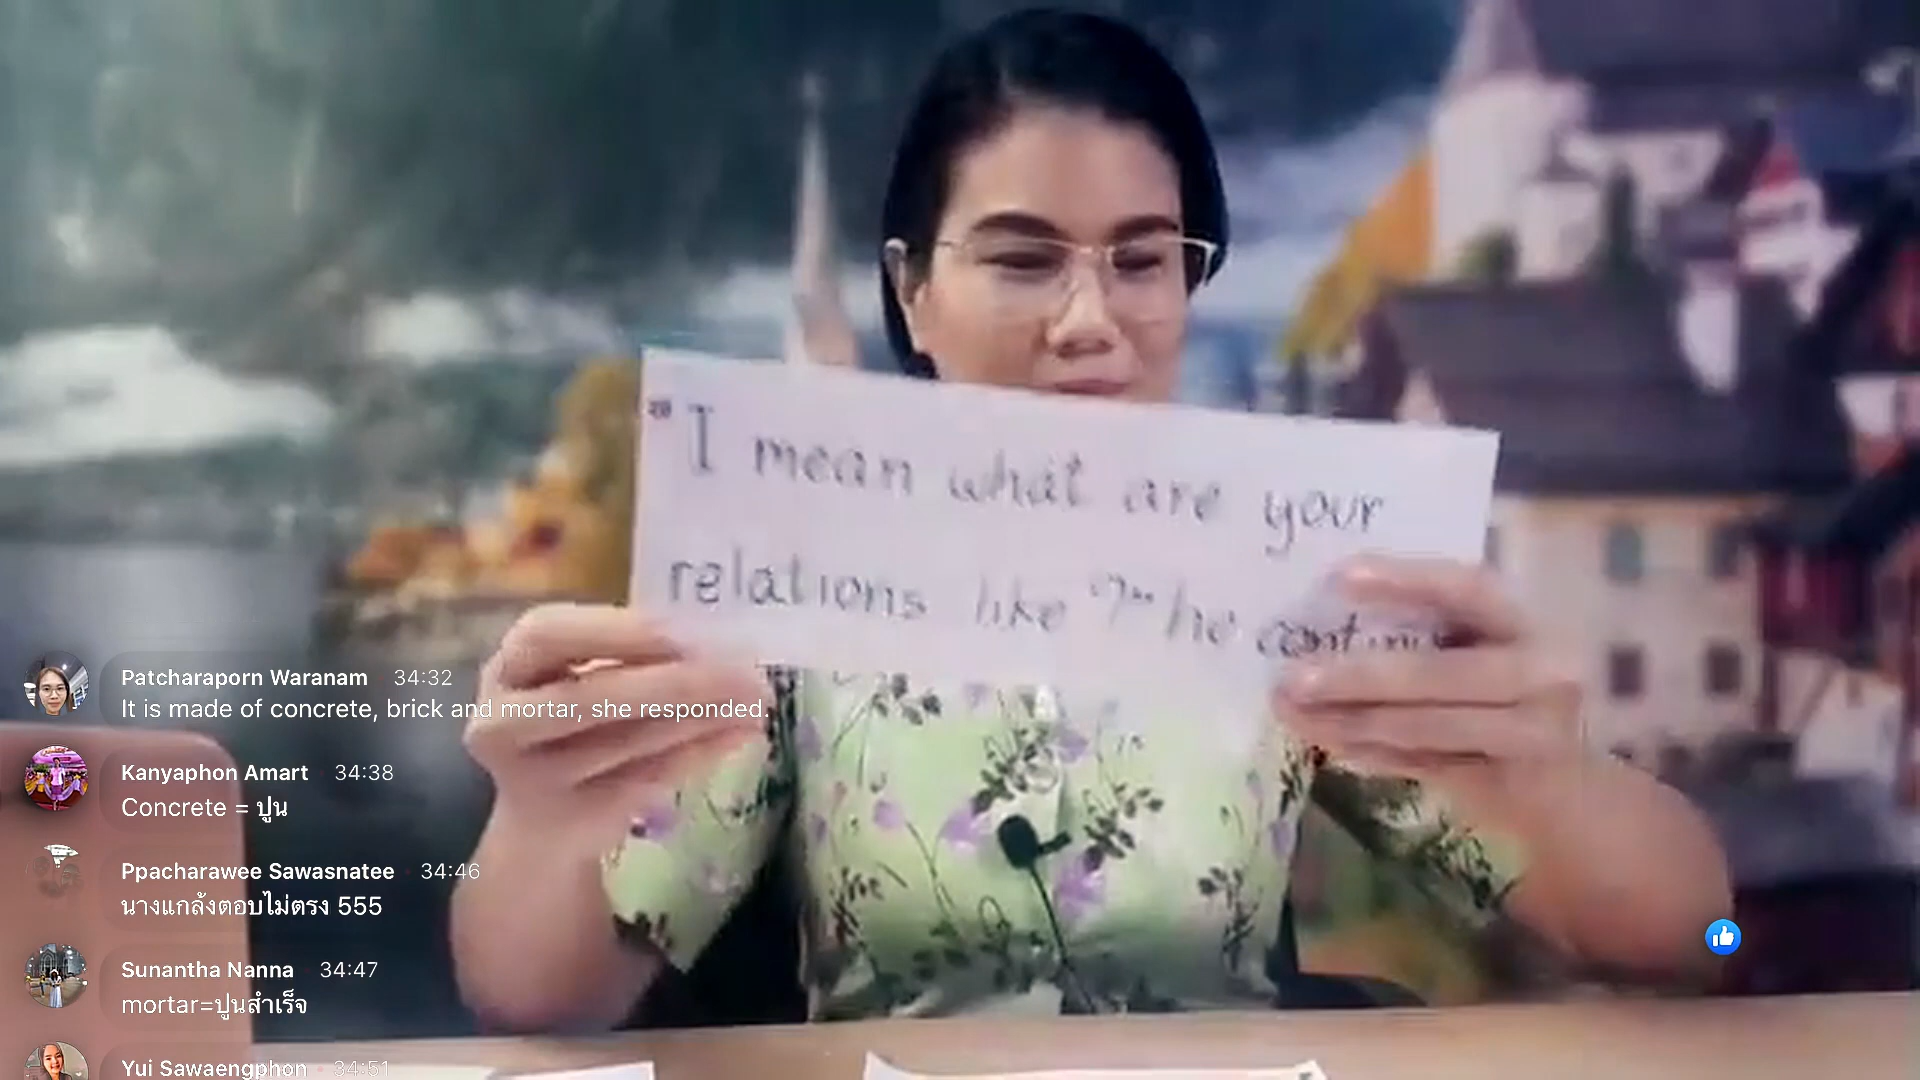 "I mean what are your
relations like ?" he
Patcharaporn Waranam 34:32
It is made of concrete, brick and mortar, she responded.
Kanyaphon Amart 34:38
Concrete = ปูน
Ppacharawee Sawasnatee 34:46
นางแกล้งตอบไม่ตรง 555
Sunantha Nanna 34:47
mortar=ปูนสำเร็จ
Yui Sawaengphon 34:51